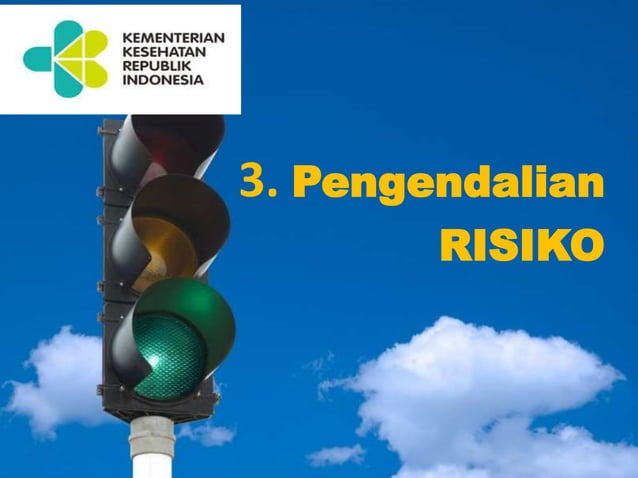 KEMENTERIAN
KESEHATAN
REPUBLIK
INDONESIA
3. Pengendalian
RISIKO